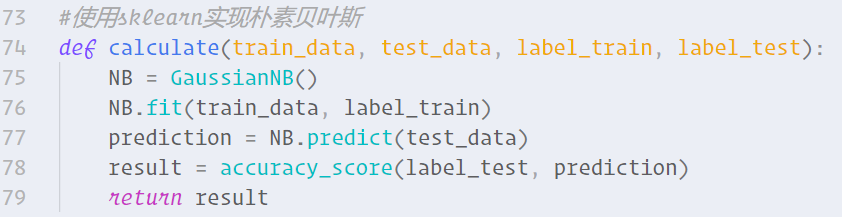 73 #使用sklearn实现朴素贝叶斯
74 def calculate(train_data, test_data, label_train, label_test):
75     NB = GaussianNB()
76     NB.fit(train_data, label_train)
77     prediction = NB.predict(test_data)
78     result = accuracy_score(label_test, prediction)
79     return result